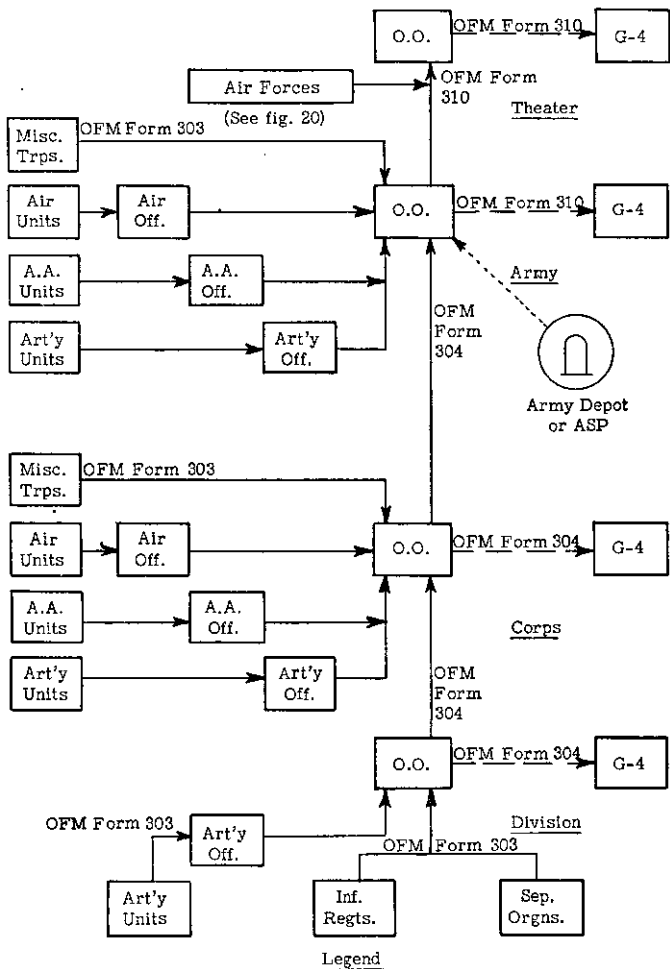 O.O.
OFM Form 310
G-4
Air Forces
(See fig. 20)
OFM Form
310
Theater
Misc.
Trps.
OFM Form 303
Air
Units
Air
Off.
O.O.
OFM Form 310
G-4
A.A.
Units
A.A.
Off.
Army
Art'y
Units
Art'y
Off.
OFM
Form
304
Army Depot
or ASP
Misc.
Trps.
OFM Form 303
Air
Units
Air
Off.
O.O.
OFM Form 304
G-4
A.A.
Units
A.A.
Off.
Corps
Art'y
Units
Art'y
Off.
OFM
Form
304
O.O.
OFM Form 304
G-4
OFM Form 303
Art'y
Off.
Division
OFM Form 303
Art'y
Units
Inf.
Regts.
Sep.
Orgns.
Legend